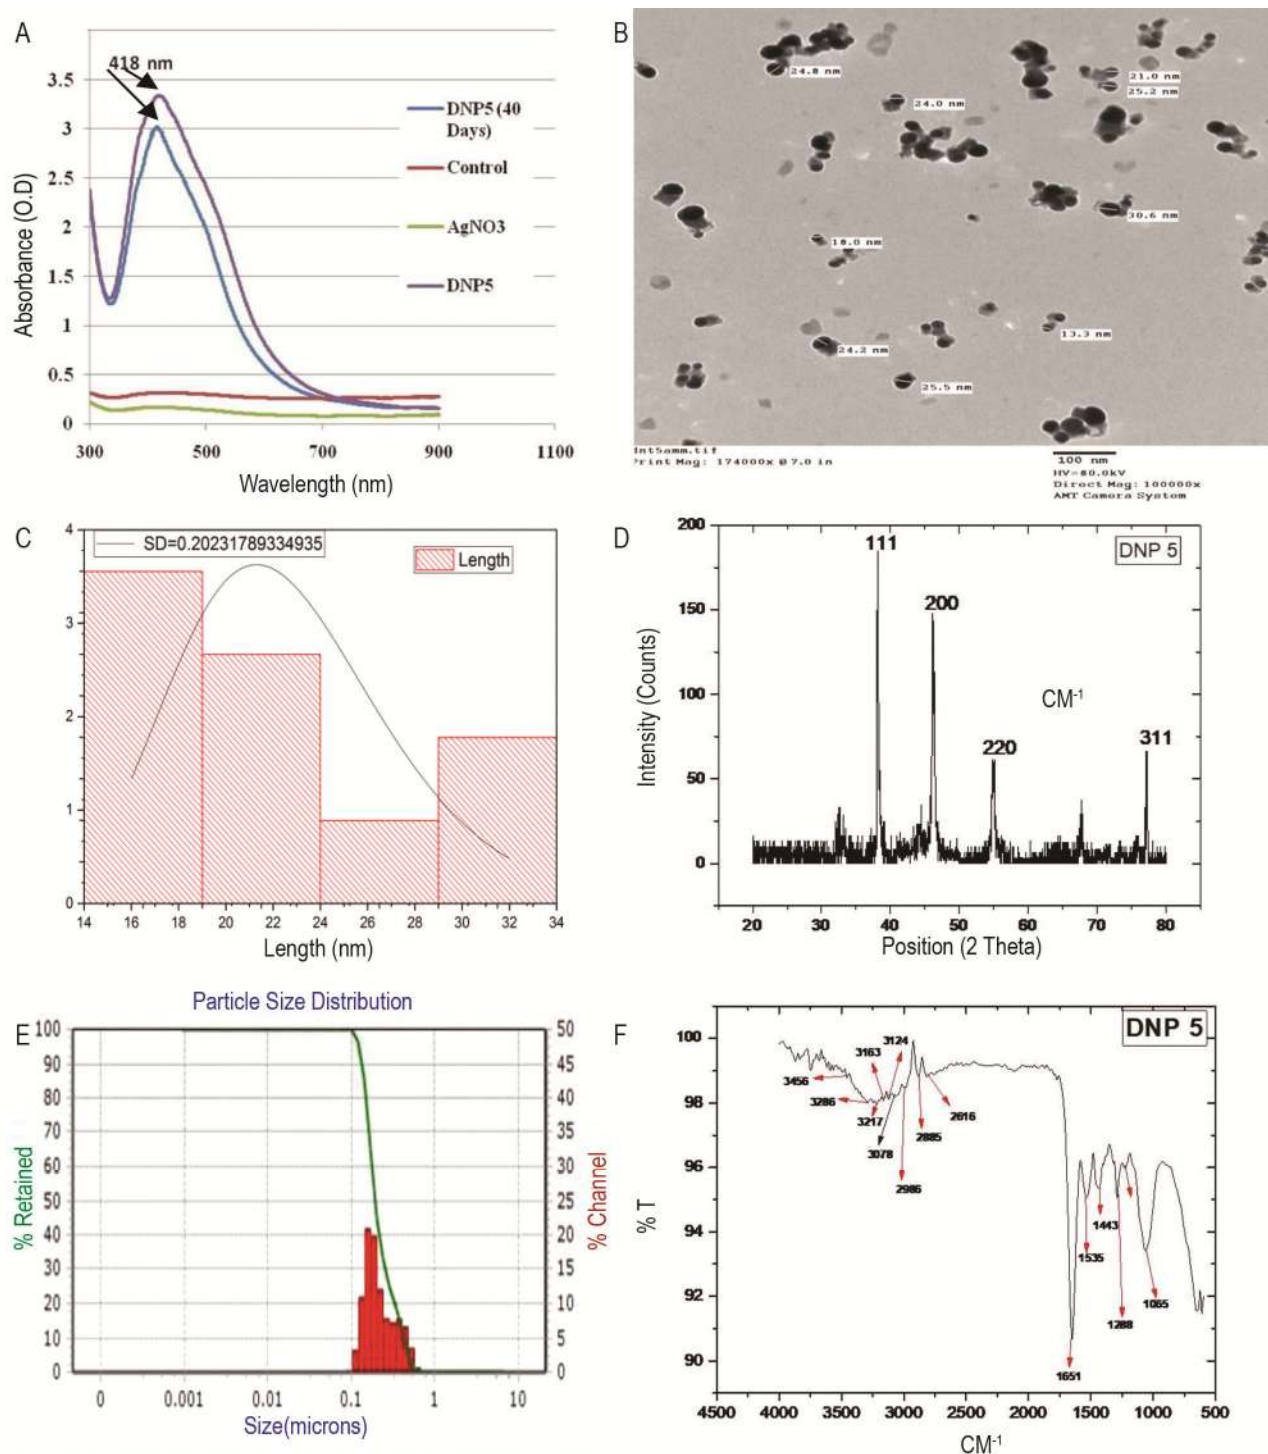 A
418 nm
3.5
3
2.5
2
1.5
1
0.5
0
300
500
700
900
1100
Absorbance (O.D)
Wavelength (nm)
DNP5 (40
Days)
Control
AgNO3
DNP5
B
24.8 nm
24.0 nm
21.0 nm
25.2 nm
30.6 nm
18.0 nm
13.3 nm
24.2 nm
25.5 nm
Print Mag: 174000x @ 7.0 in
100 nm
HV=80.0kV
Direct Mag: 100000x
AMT Camera System
C
SD=0.20231789334935
Length
4
3
2
1
0
14
16
18
20
22
24
26
28
30
32
34
Length (nm)
D
DNP 5
200
150
100
50
0
111
200
220
311
CM-1
Intensity (Counts)
20
30
40
50
60
70
80
Position (2 Theta)
Particle Size Distribution
E
100
90
80
70
60
50
40
30
20
10
0
% Retained
50
45
40
35
30
25
20
15
10
5
0
% Channel
0
0.001
0.01
0.1
1
10
Size(microns)
F
DNP 5
100
98
96
94
92
90
% T
3456
3286
3163
3124
3217
3078
2986
2885
2616
1651
1535
1443
1288
1065
4500
4000
3500
3000
2500
2000
1500
1000
500
CM-1